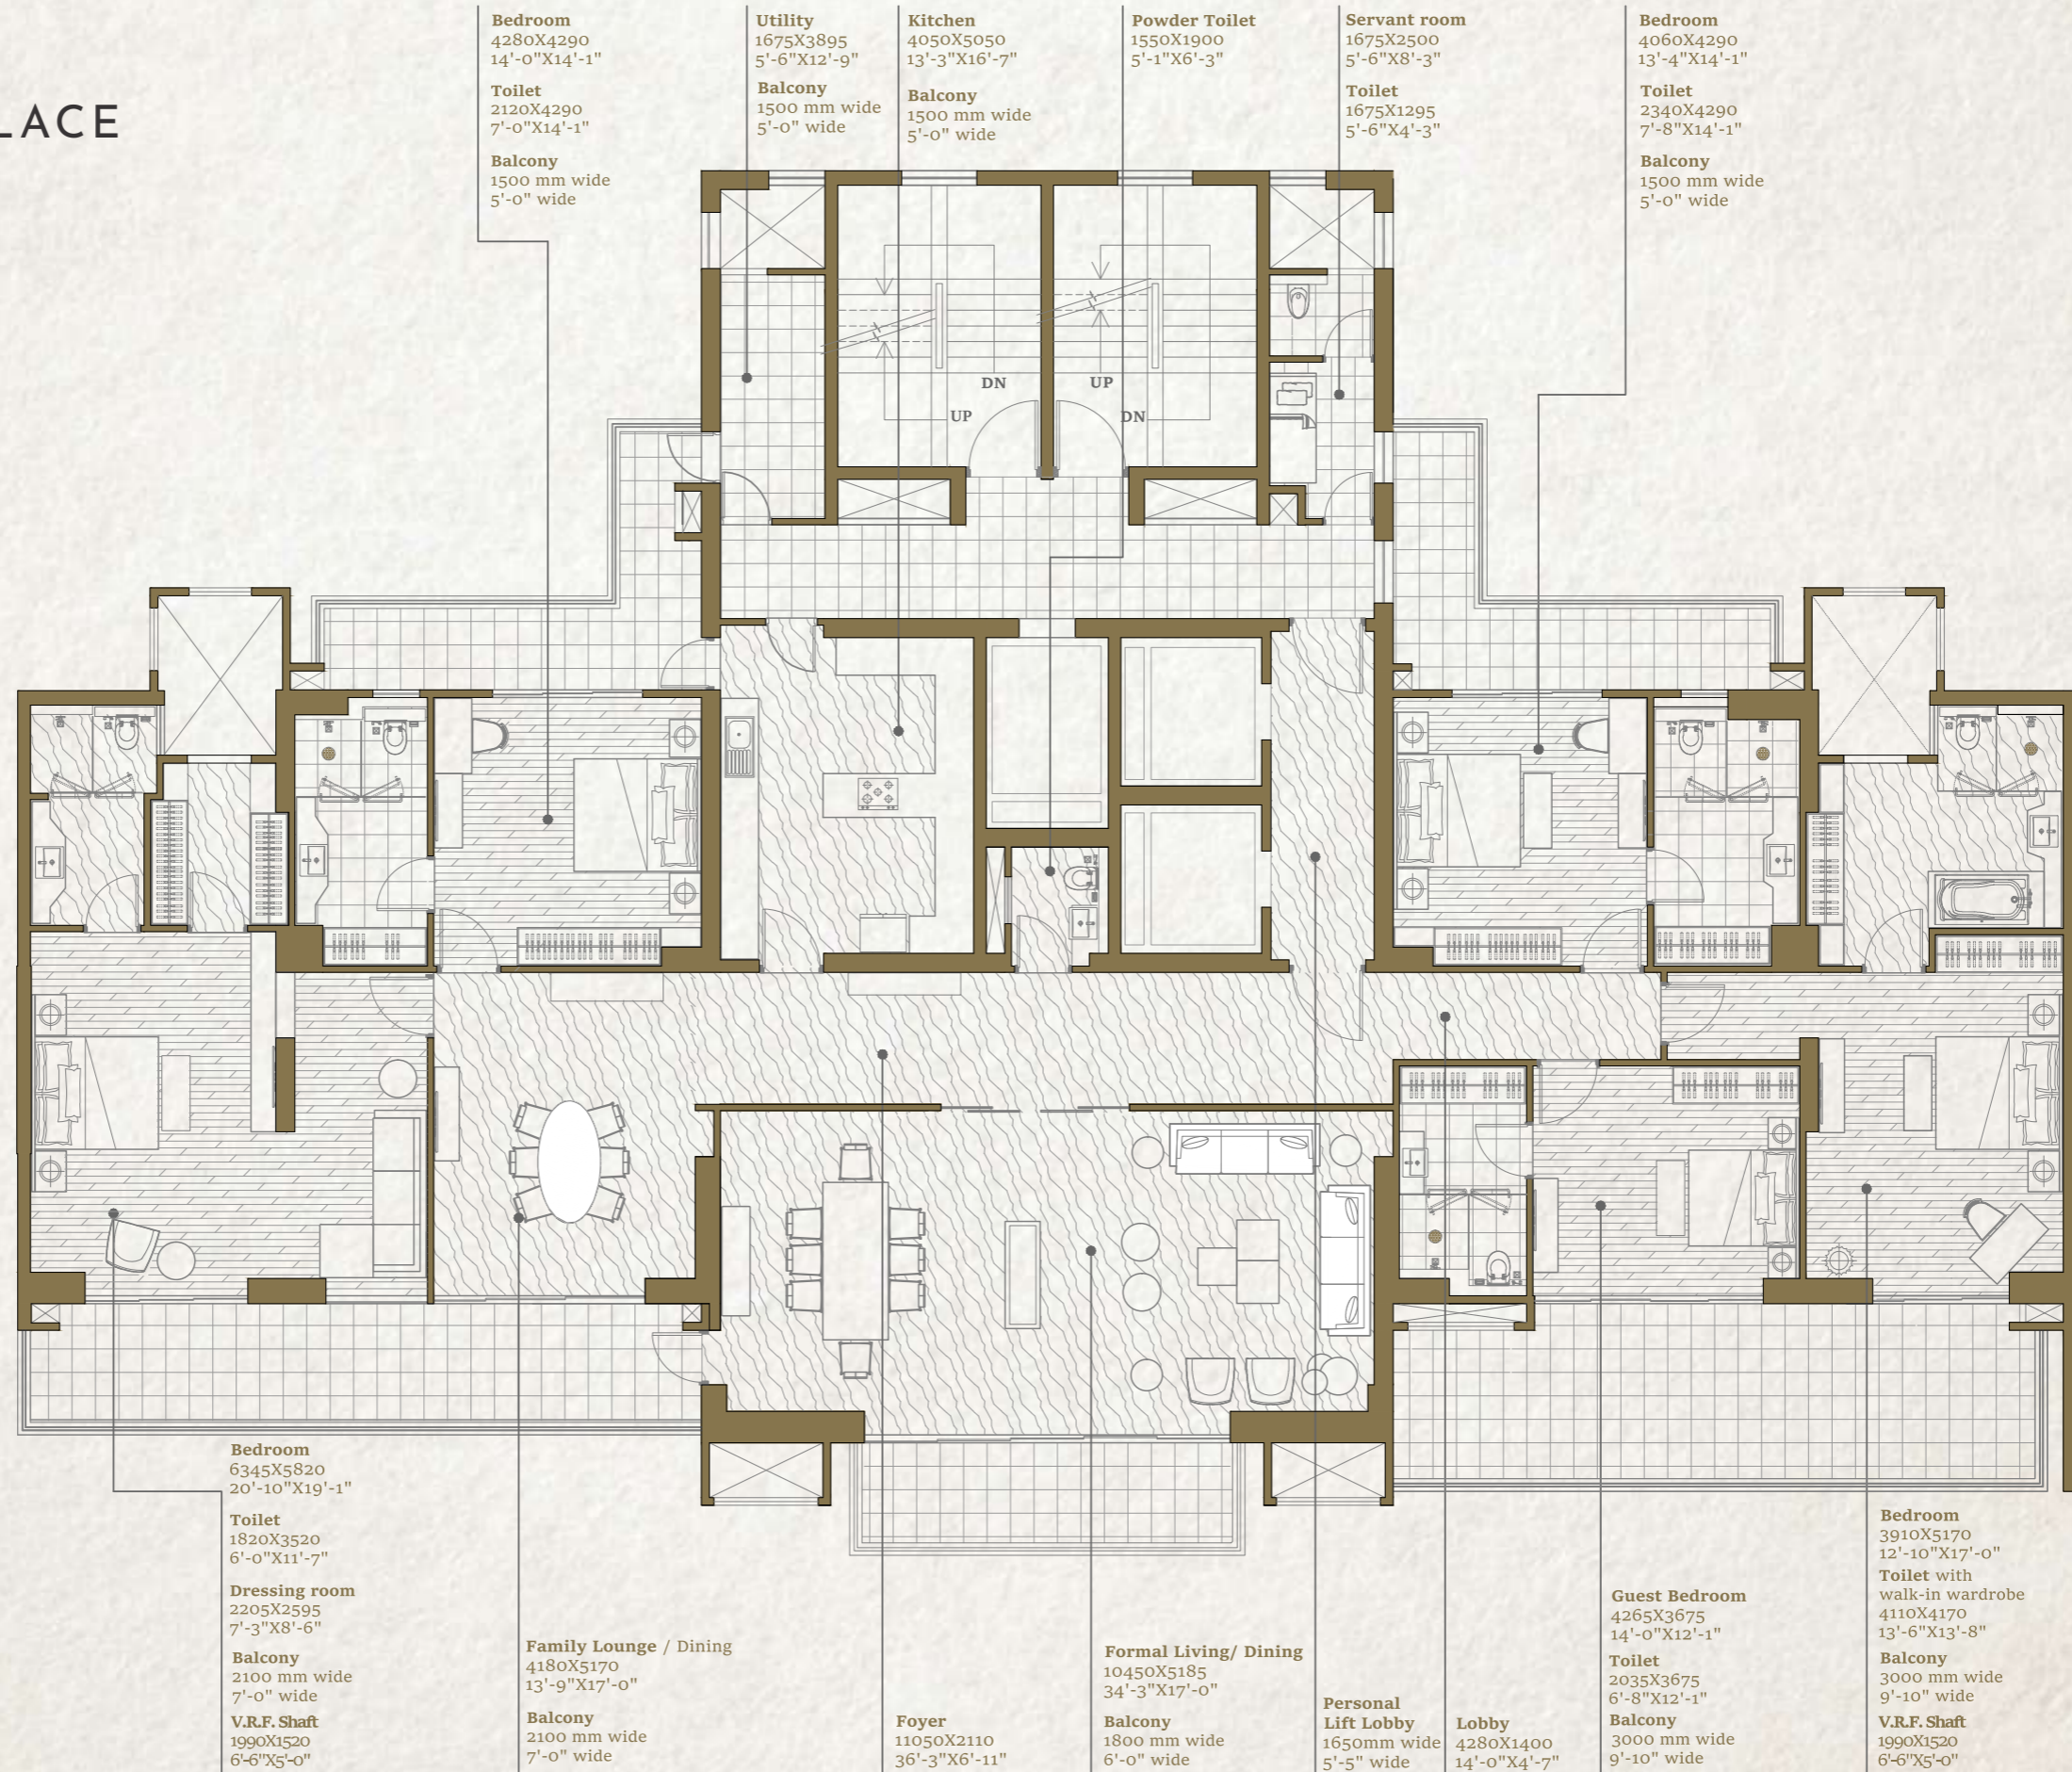 LACE
Bedroom
4280X4290
14'-0"X14'-1"
Toilet
2120X4290
7'-0"X14'-1"
Balcony
1500 mm wide
5'-0" wide
Utility
1675X3895
5'-6"X12'-9"
Balcony
1500 mm wide
5'-0" wide
Kitchen
4050X5050
13'-3"X16'-7"
Balcony
1500 mm wide
5'-0" wide
Powder Toilet
1550X1900
5'-1"X6'-3"
Servant room
1675X2500
5'-6"X8'-3"
Toilet
1675X1295
5'-6"X4'-3"
Bedroom
4060X4290
13'-4"X14'-1"
Toilet
2340X4290
7'-8"X14'-1"
Balcony
1500 mm wide
5'-0" wide
DN
UP
UP
DN
Bedroom
6345X5820
20'-10"X19'-1"
Toilet
1820X3520
6'-0"X11'-7"
Dressing room
2205X2595
7'-3"X8'-6"
Balcony
2100 mm wide
7'-0" wide
V.R.F. Shaft
1990X1520
6'-6"X5'-0"
Family Lounge / Dining
4180X5170
13'-9"X17'-0"
Balcony
2100 mm wide
7'-0" wide
Foyer
11050X2110
36'-3"X6'-11"
Formal Living/ Dining
10450X5185
34'-3"X17'-0"
Balcony
1800 mm wide
6'-0" wide
Personal
Lift Lobby
1650mm wide
5'-5" wide
Lobby
4280X1400
14'-0"X4'-7"
Guest Bedroom
4265X3675
14'-0"X12'-1"
Toilet
2035X3675
6'-8"X12'-1"
Balcony
3000 mm wide
9'-10" wide
Bedroom
3910X5170
12'-10"X17'-0"
Toilet with
walk-in wardrobe
4110X4170
13'-6"X13'-8"
Balcony
3000 mm wide
9'-10" wide
V.R.F. Shaft
1990X1520
6'-6"X5'-0"